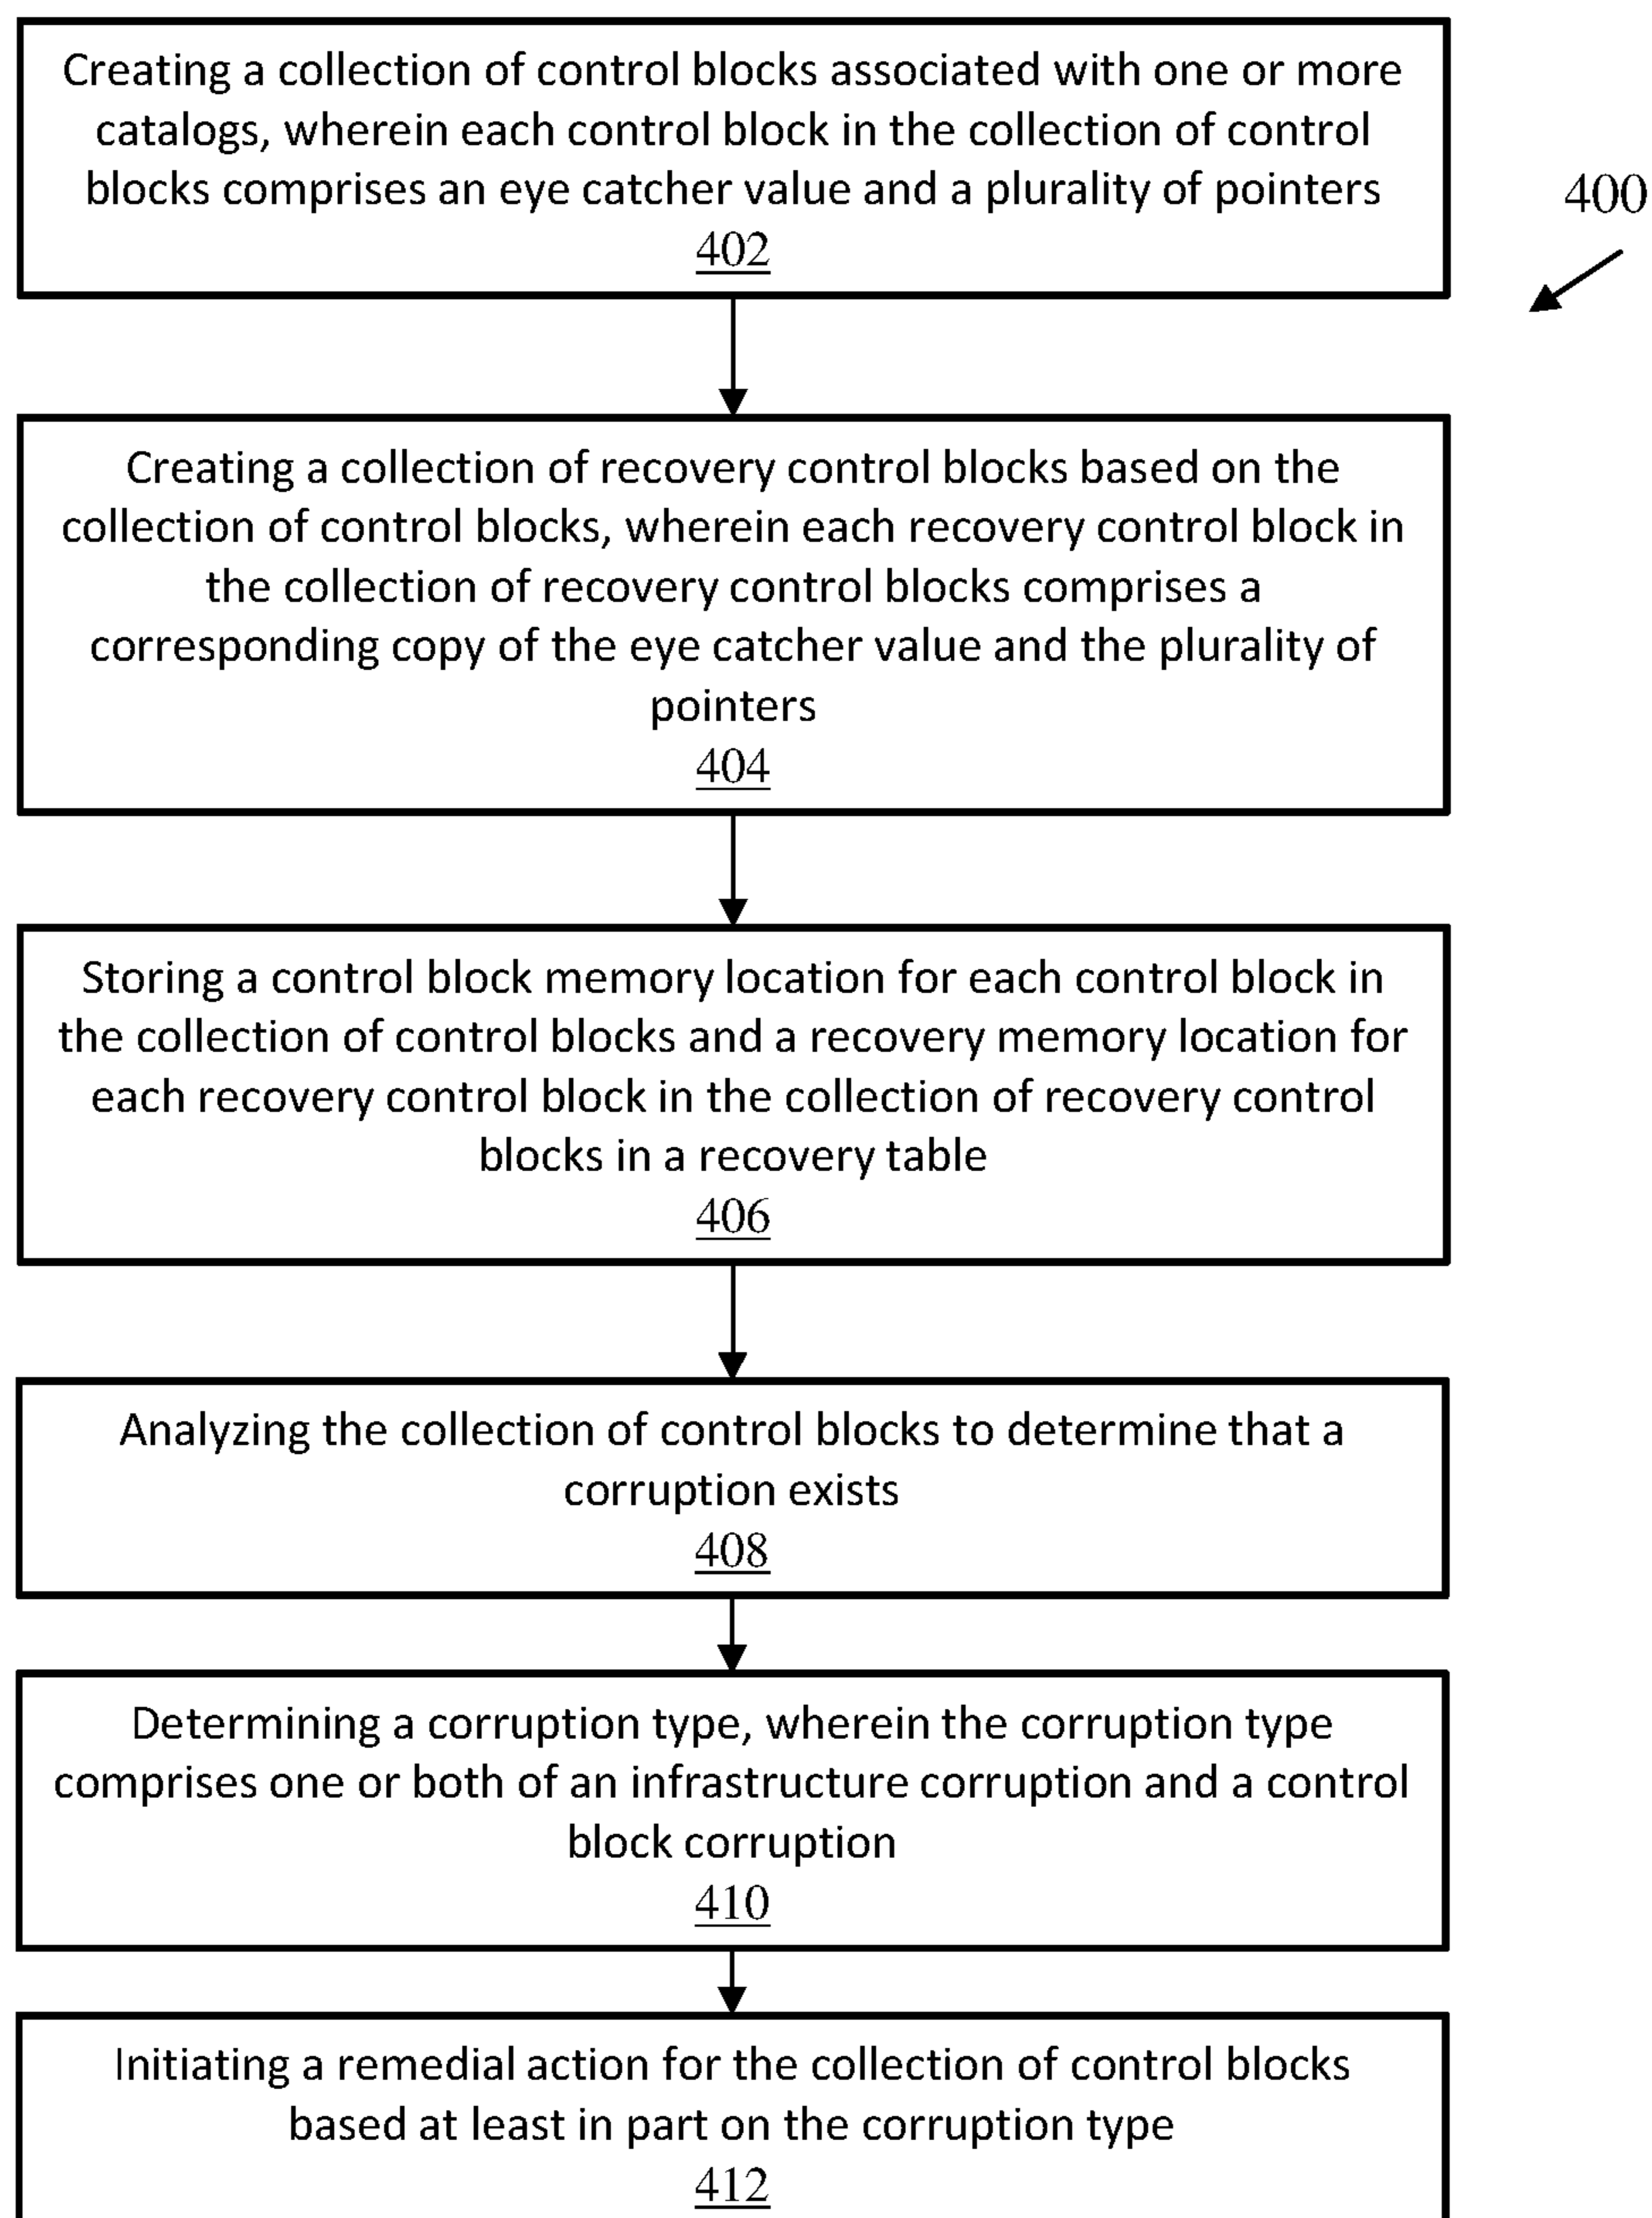 Creating a collection of control blocks associated with one or more
catalogs, wherein each control block in the collection of control
blocks comprises an eye catcher value and a plurality of pointers
402
400
Creating a collection of recovery control blocks based on the
collection of control blocks, wherein each recovery control block in
the collection of recovery control blocks comprises a
corresponding copy of the eye catcher value and the plurality of
pointers
404
Storing a control block memory location for each control block in
the collection of control blocks and a recovery memory location for
each recovery control block in the collection of recovery control
blocks in a recovery table
406
Analyzing the collection of control blocks to determine that a
corruption exists
408
Determining a corruption type, wherein the corruption type
comprises one or both of an infrastructure corruption and a control
block corruption
410
Initiating a remedial action for the collection of control blocks
based at least in part on the corruption type
412